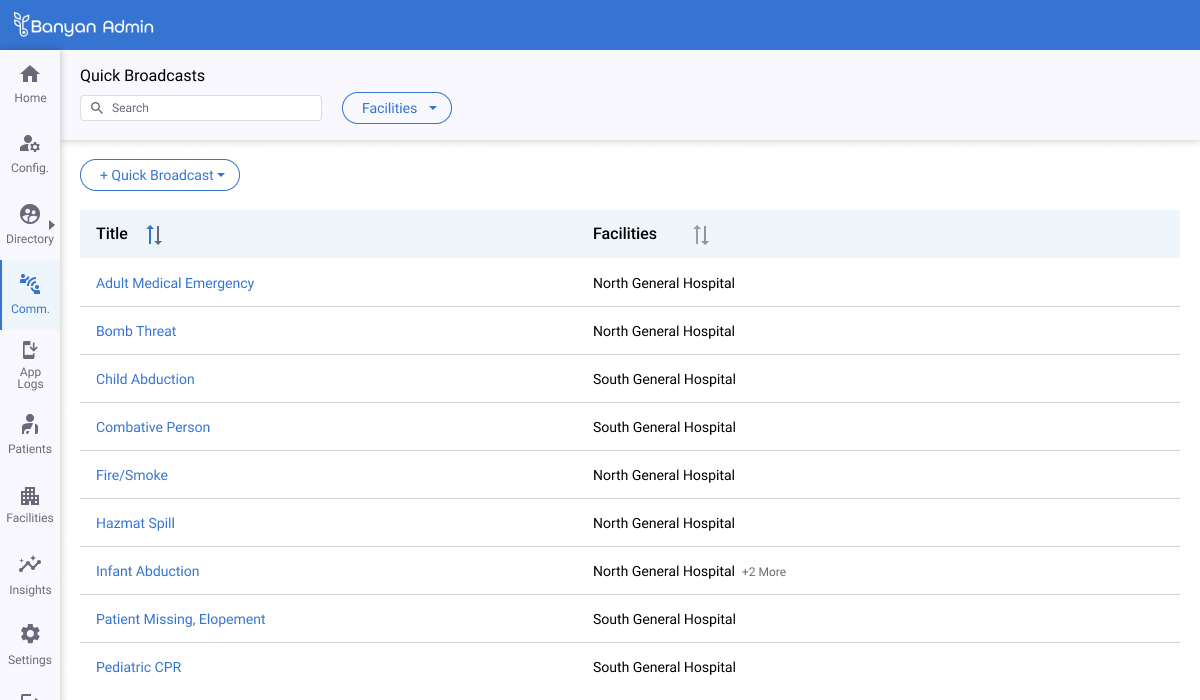 Banyan Admin
Quick Broadcasts
Search
Facilities
Home
Config.
Directory
Comm.
App
Logs
Patients
Facilities
Insights
Settings
+ Quick Broadcast
Title Facilities
Adult Medical Emergency North General Hospital
Bomb Threat North General Hospital
Child Abduction South General Hospital
Combative Person South General Hospital
Fire/Smoke North General Hospital
Hazmat Spill North General Hospital
Infant Abduction North General Hospital +2 More
Patient Missing, Elopement South General Hospital
Pediatric CPR South General Hospital